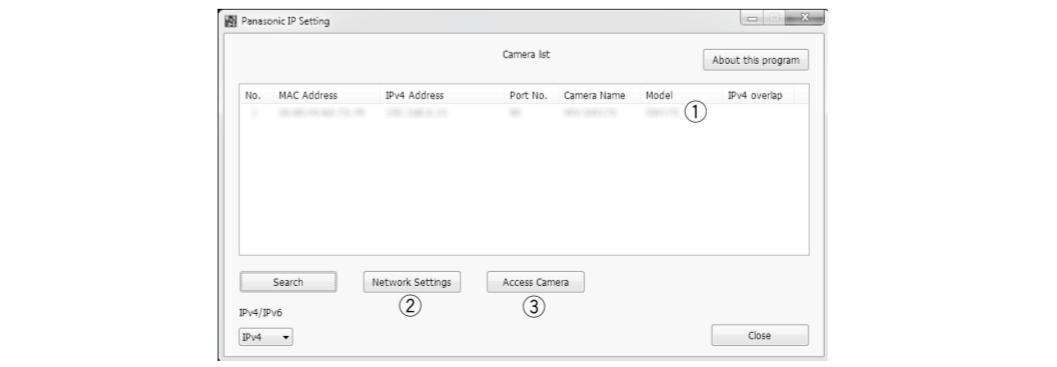 Panasonic IP Setting
Camera list
About this program
No. MAC Address IPv4 Address Port No. Camera Name Model IPv4 overlap
①
Search Network Settings Access Camera
② ③
IPv4/IPv6
IPv4 Close